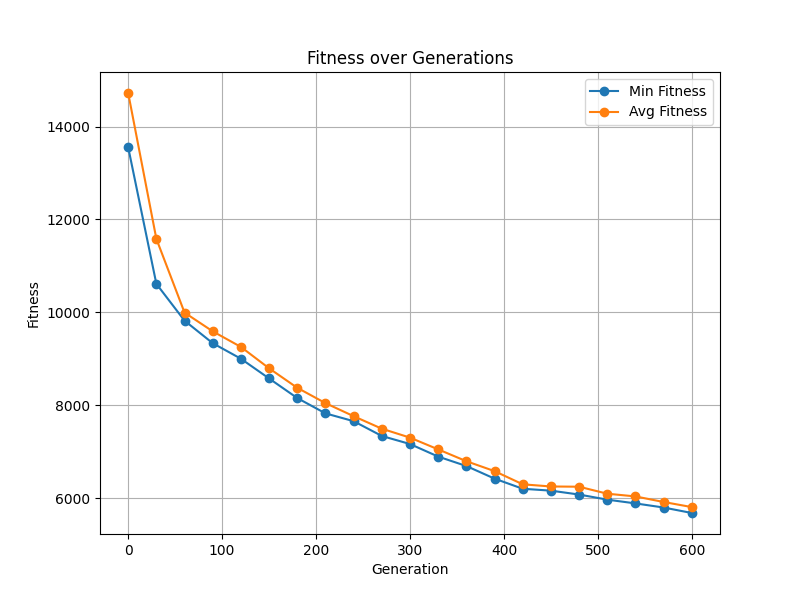 Fitness over Generations
Min Fitness
Avg Fitness
14000
12000
10000
8000
6000
Fitness
0 100 200 300 400 500 600
Generation